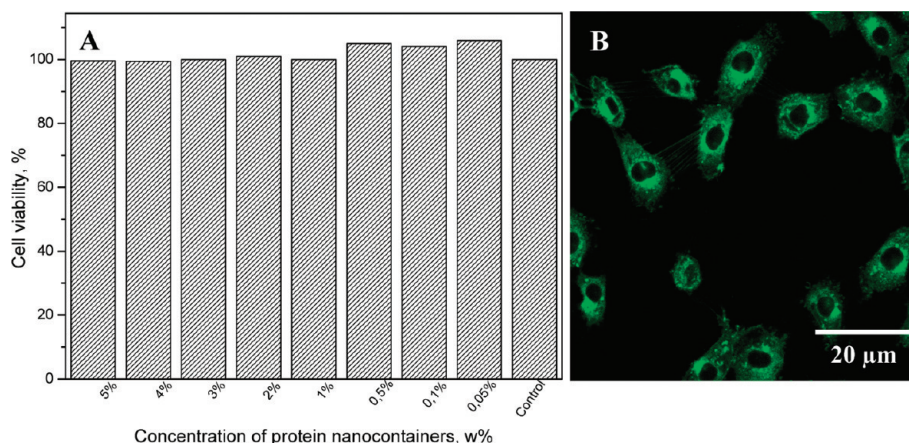 A
B
100
80
60
40
20
0
Cell viability, %
5%
4%
3%
2%
1%
0,5%
0,1%
0,05%
Control
Concentration of protein nanocontainers, w%
20 µm